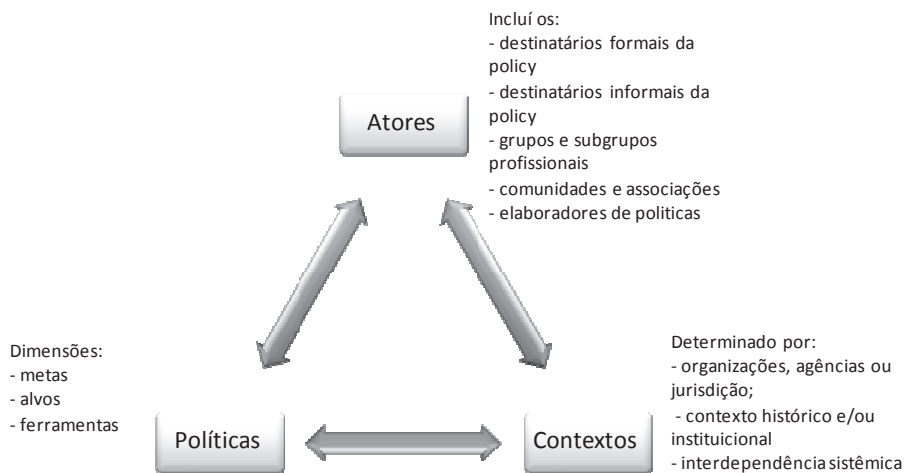 Incluí os:
- destinatários formais da
policy
- destinatários informais da
policy
- grupos e subgrupos
profissionais
- comunidades e associações
- elaboradores de politicas
Atores
Dimensões:
- metas
- alvos
- ferramentas
Políticas
Determinado por:
- organizações, agências ou
jurisdição;
- contexto histórico e/ou
instituicional
- interdependência sistêmica
Contextos